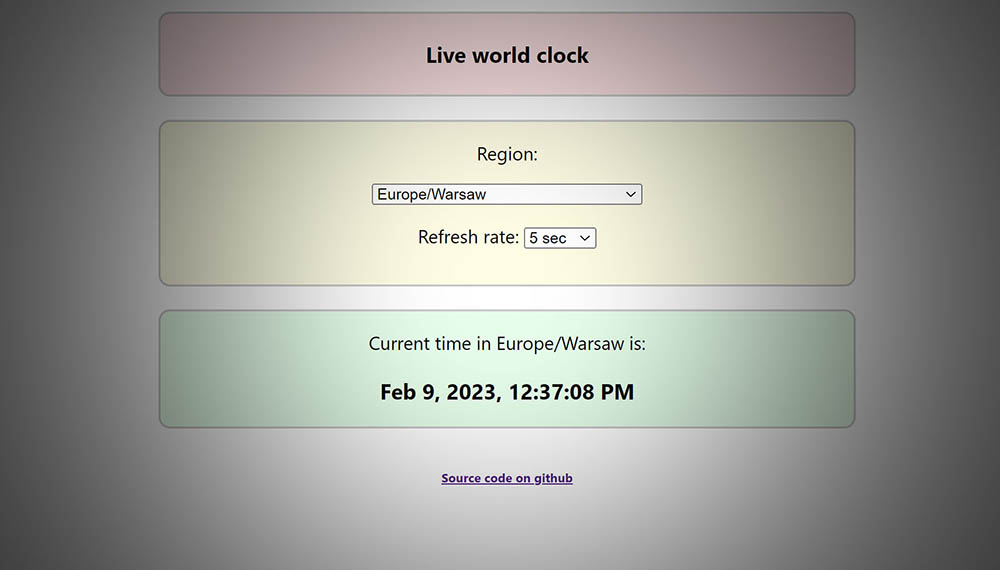 Live world clock
Region:
Europe/Warsaw
Refresh rate: 5 sec
Current time in Europe/Warsaw is:
Feb 9, 2023, 12:37:08 PM
Source code on github